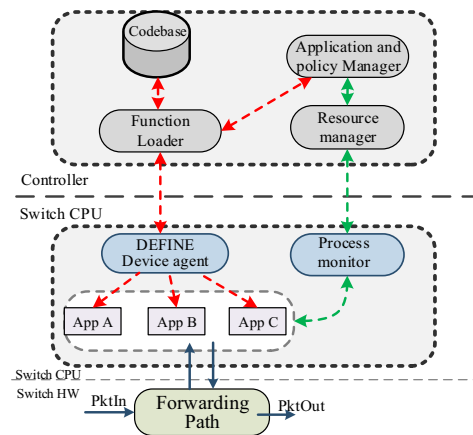 Codebase
Application and
policy Manager
Function
Loader
Resource
manager
Controller
Switch CPU
DEFINE
Device agent
Process
monitor
App A
App B
App C
Switch CPU
Switch HW
PktIn
Forwarding
Path
PktOut